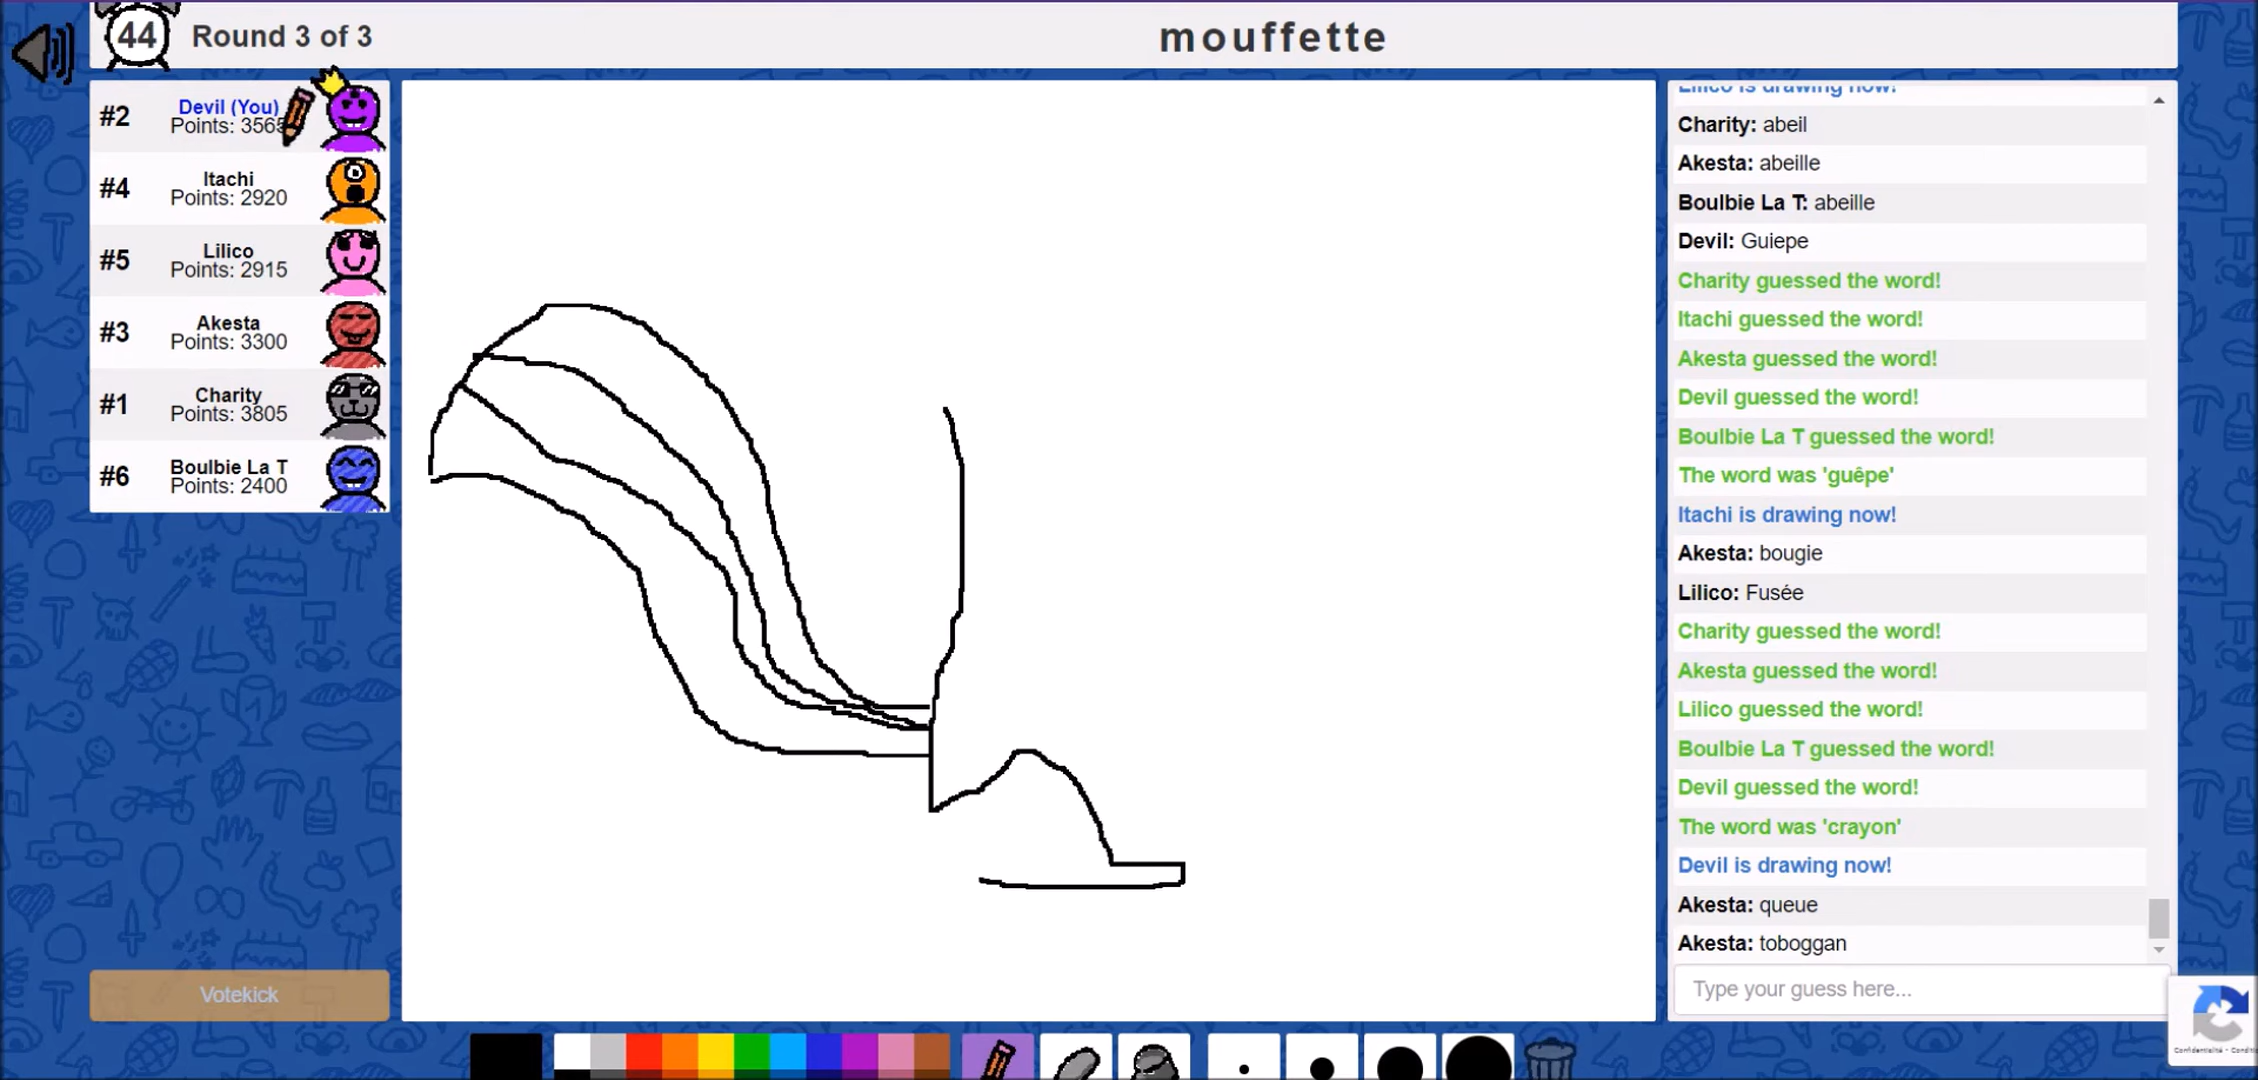 44
Round 3 of 3
mouffette
#2
Devil (You)
Points: 3565
#4
Itachi
Points: 2920
#5
Lilico
Points: 2915
#3
Akesta
Points: 3300
#1
Charity
Points: 3805
#6
Boulbie La T
Points: 2400
Votekick
Lilico is drawing now!
Charity: abeil
Akesta: abeille
Boulbie La T: abeille
Devil: Guiepe
Charity guessed the word!
Itachi guessed the word!
Akesta guessed the word!
Devil guessed the word!
Boulbie La T guessed the word!
The word was 'guêpe'
Itachi is drawing now!
Akesta: bougie
Lilico: Fusée
Charity guessed the word!
Akesta guessed the word!
Lilico guessed the word!
Boulbie La T guessed the word!
Devil guessed the word!
The word was 'crayon'
Devil is drawing now!
Akesta: queue
Akesta: toboggan
Type your guess here...